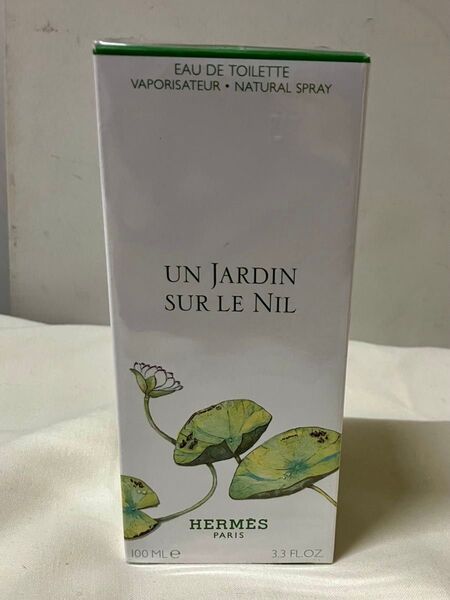 EAU DE TOILETTE
VAPORISATEUR • NATURAL SPRAY
UN JARDIN
SUR LE NIL
HERMÈS
PARIS
100 ML ℮ 3.3 FL.OZ.